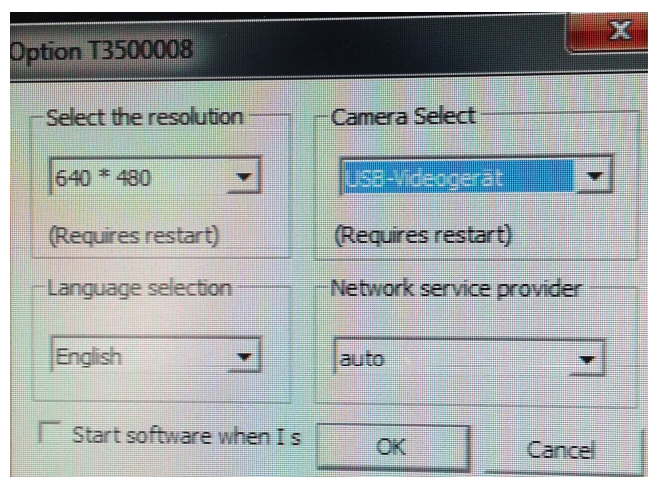 Option T3500008
Select the resolution
640 * 480
(Requires restart)
Camera Select
USB-Videogerät
(Requires restart)
Language selection
English
Network service provider
auto
Start software when I s
OK
Cancel